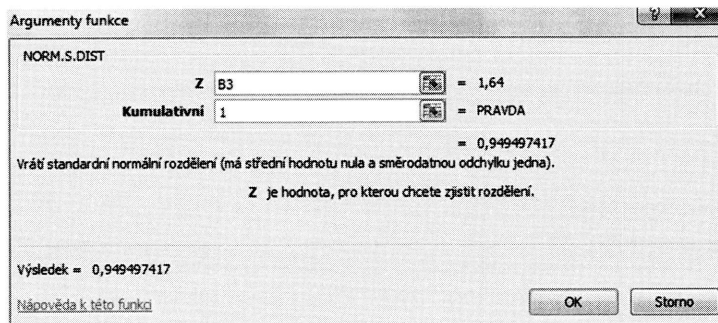 Argumenty funkce
NORM.S.DIST
Z B3 = 1,64
Kumulativní 1 = PRAVDA
= 0,949497417
Vrátí standardní normální rozdělení (má střední hodnotu nula a směrodatnou odchylku jedna).
Z je hodnota, pro kterou chcete zjistit rozdělení.
Výsledek = 0,949497417
Nápověda k této funkci
OK Storno